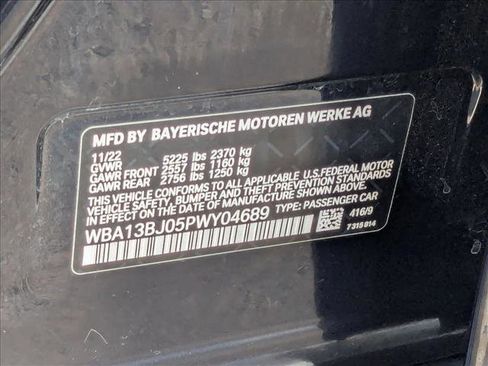 MFD BY BAYERISCHE MOTOREN WERKE AG
11/22
GVWR 5225 lbs 2370 kg
GAWR FRONT 2557 lbs 1160 kg
GAWR REAR 2756 lbs 1250 kg
THIS VEHICLE CONFORMS TO ALL APPLICABLE U.S.FEDERAL MOTOR
VEHICLE SAFETY, BUMPER, AND THEFT PREVENTION STANDARDS
IN EFFECT ON THE DATE OF MANUFACTURE SHOWN ABOVE.
WBA13BJ05PWY04689 TYPE: PASSENGER CAR
416/9
7 315 014